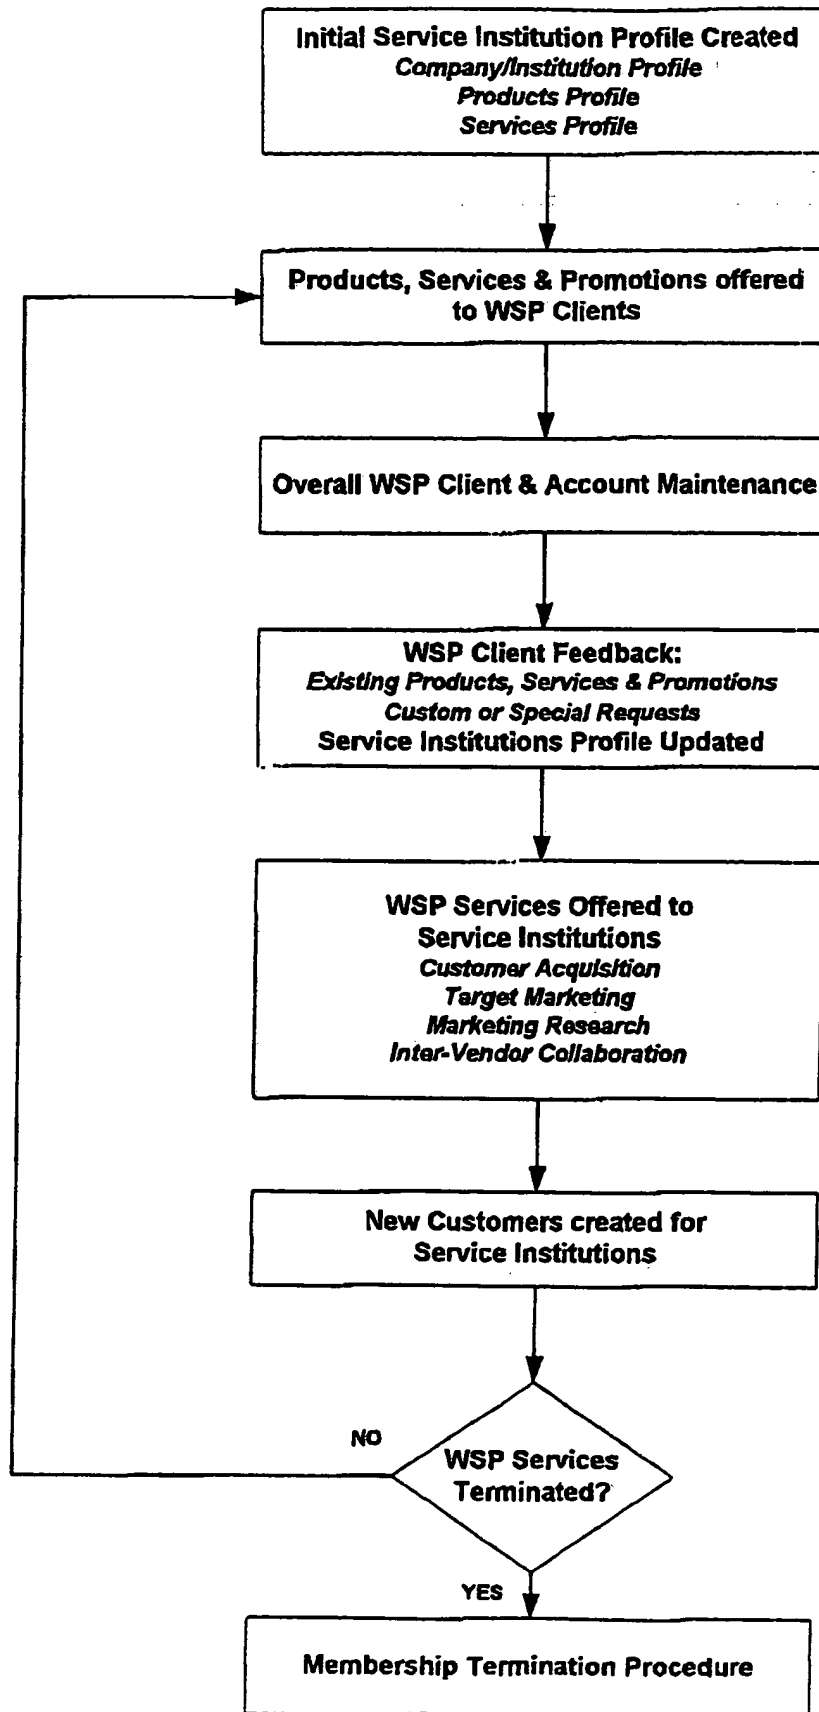 Initial Service Institution Profile Created
Company/Institution Profile
Products Profile
Services Profile
Products, Services & Promotions offered
to WSP Clients
Overall WSP Client & Account Maintenance
WSP Client Feedback:
Existing Products, Services & Promotions
Custom or Special Requests
Service Institutions Profile Updated
WSP Services Offered to
Service Institutions
Customer Acquisition
Target Marketing
Marketing Research
Inter-Vendor Collaboration
New Customers created for
Service Institutions
NO
WSP Services
Terminated?
YES
Membership Termination Procedure